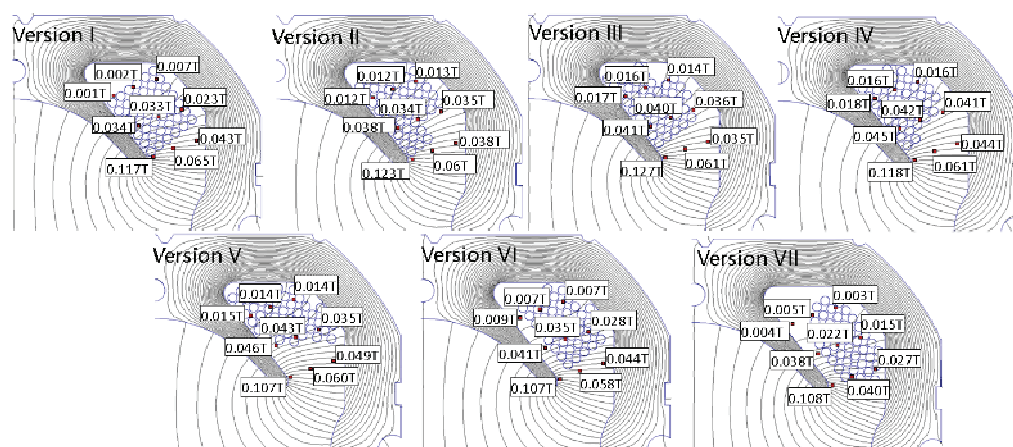 Version I
0.007T
0.002T
0.001T
0.023T
0.033T
0.034T
0.043T
0.065T
0.117T
Version II
0.012T
0.013T
0.012T
0.035T
0.034T
0.038T
0.038T
0.06T
0.123T
Version III
0.016T
0.014T
0.017T
0.036T
0.040T
0.041T
0.035T
0.061T
0.127T
Version IV
0.016T
0.016T
0.018T
0.041T
0.042T
0.045T
0.044T
0.061T
0.118T
Version V
0.014T
0.014T
0.015T
0.035T
0.043T
0.046T
0.049T
0.060T
0.107T
Version VI
0.007T
0.007T
0.009T
0.028T
0.035T
0.041T
0.044T
0.058T
0.107T
Version VII
0.003T
0.005T
0.015T
0.004T
0.022T
0.038T
0.027T
0.040T
0.108T